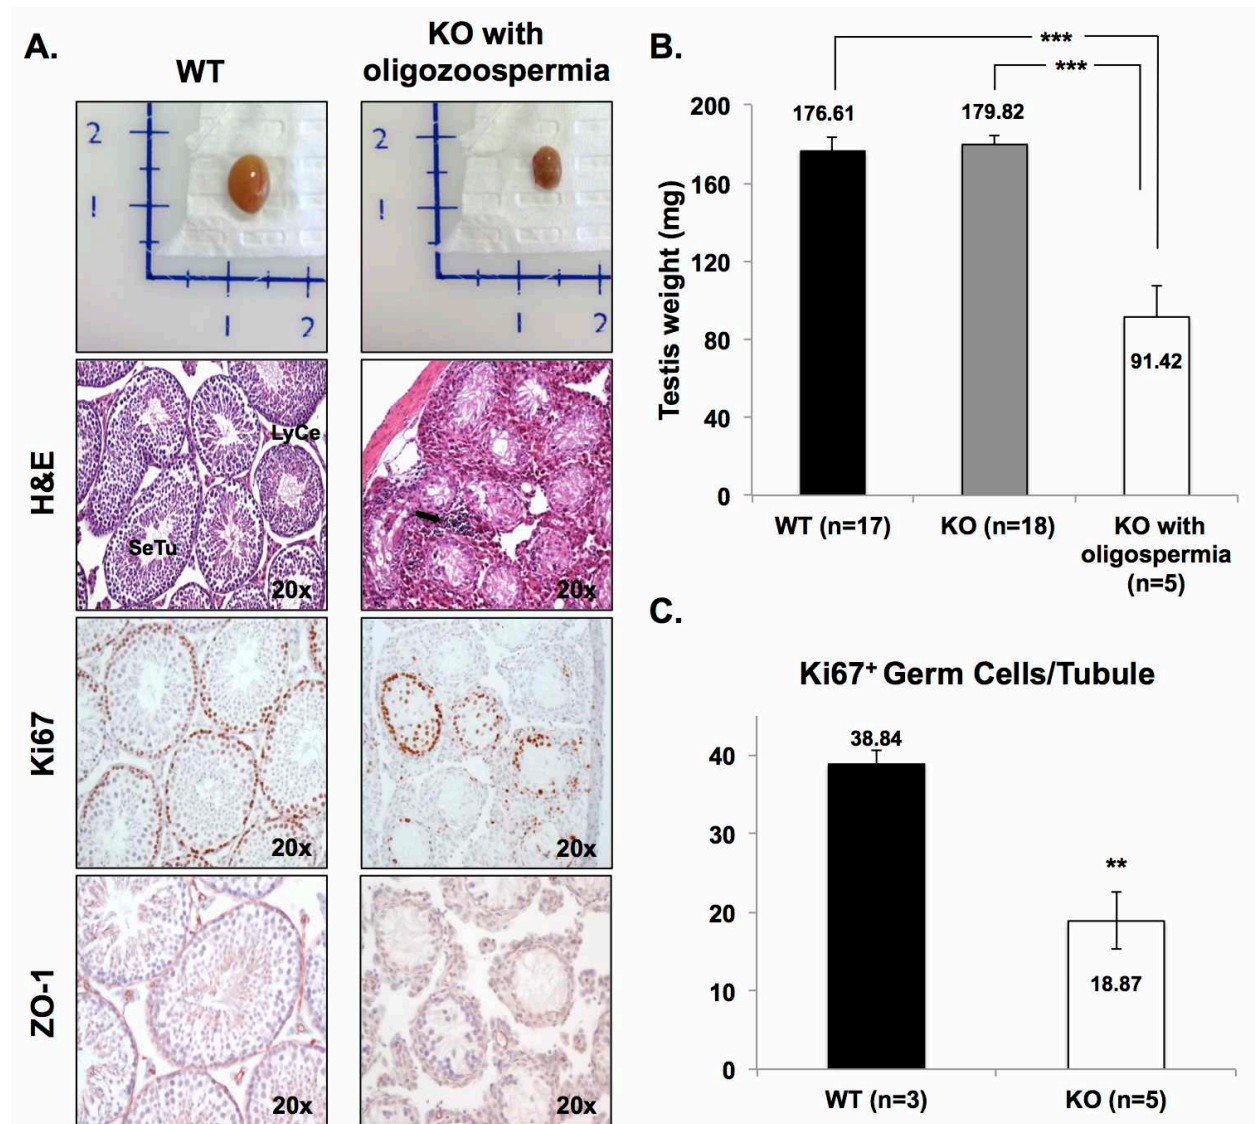 A.
WT
KO with
oligozoospermia
2
1
1
2
2
1
1
2
H&E
LyCe
SeTu
20x
20x
Ki67
20x
20x
ZO-1
20x
20x
B.
***
***
Testis weight (mg)
200
160
120
80
40
0
176.61
179.82
91.42
WT (n=17)
KO (n=18)
KO with
oligospermia
(n=5)
C.
Ki67⁺ Germ Cells/Tubule
40
30
20
10
0
38.84
**
18.87
WT (n=3)
KO (n=5)